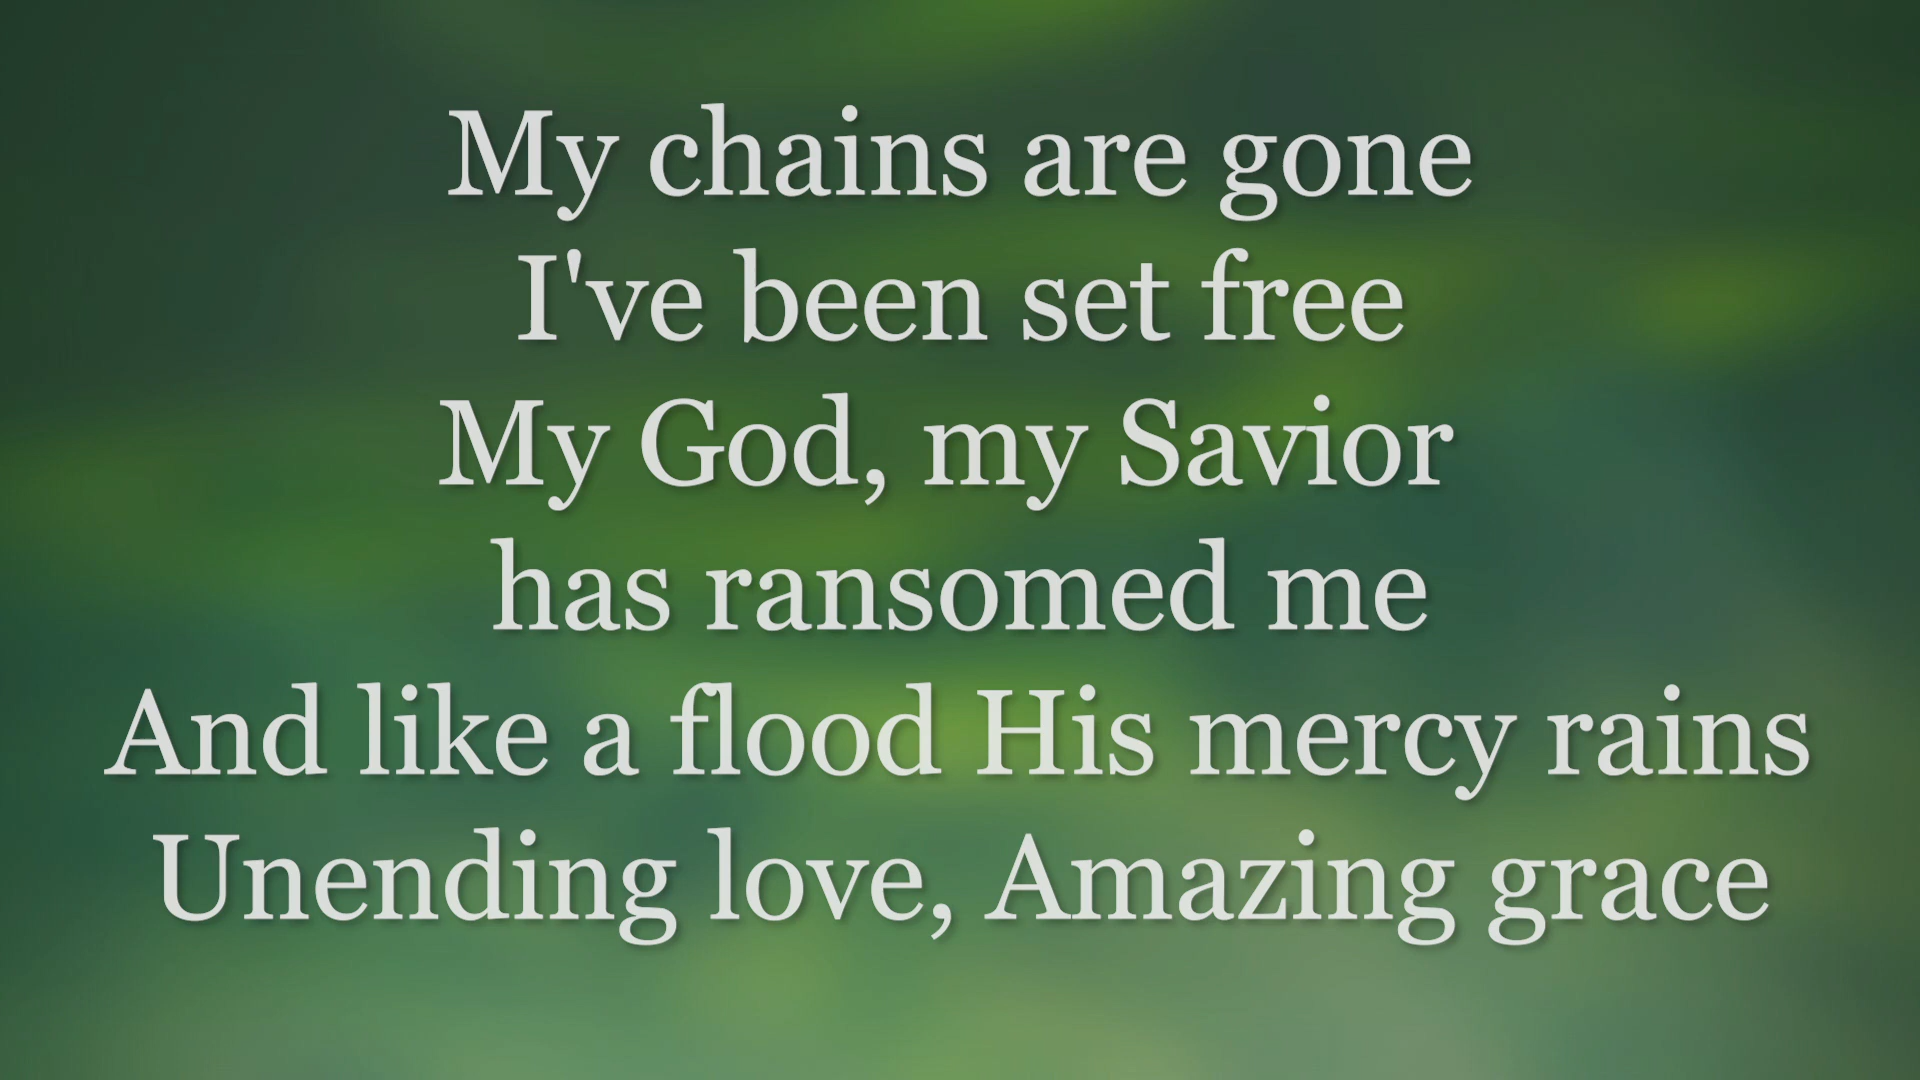 My chains are gone
I've been set free
My God, my Savior
has ransomed me
And like a flood His mercy rains
Unending love, Amazing grace